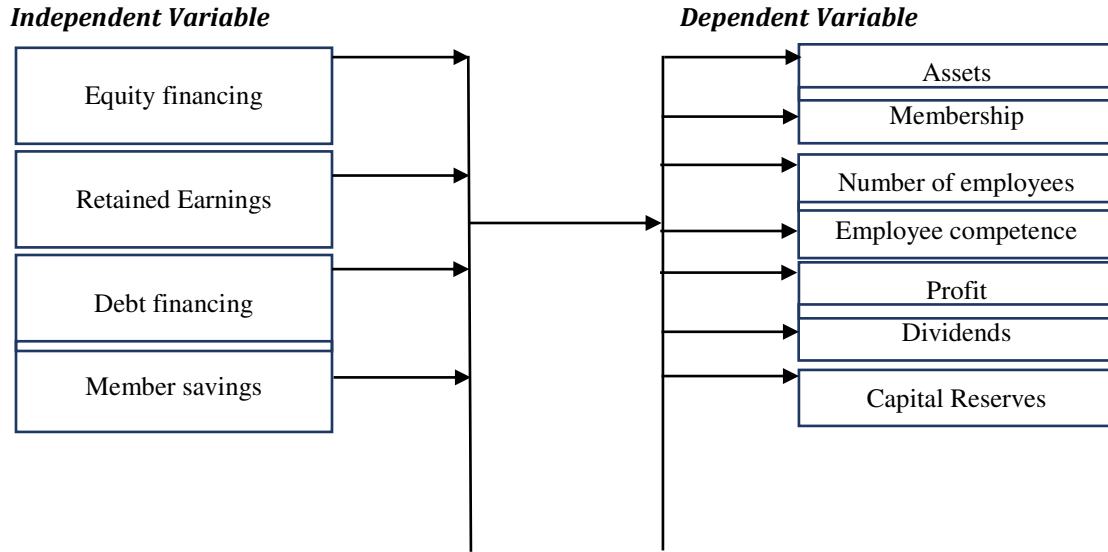 Independent Variable
Equity financing
Retained Earnings
Debt financing
Member savings
Dependent Variable
Assets
Membership
Number of employees
Employee competence
Profit
Dividends
Capital Reserves